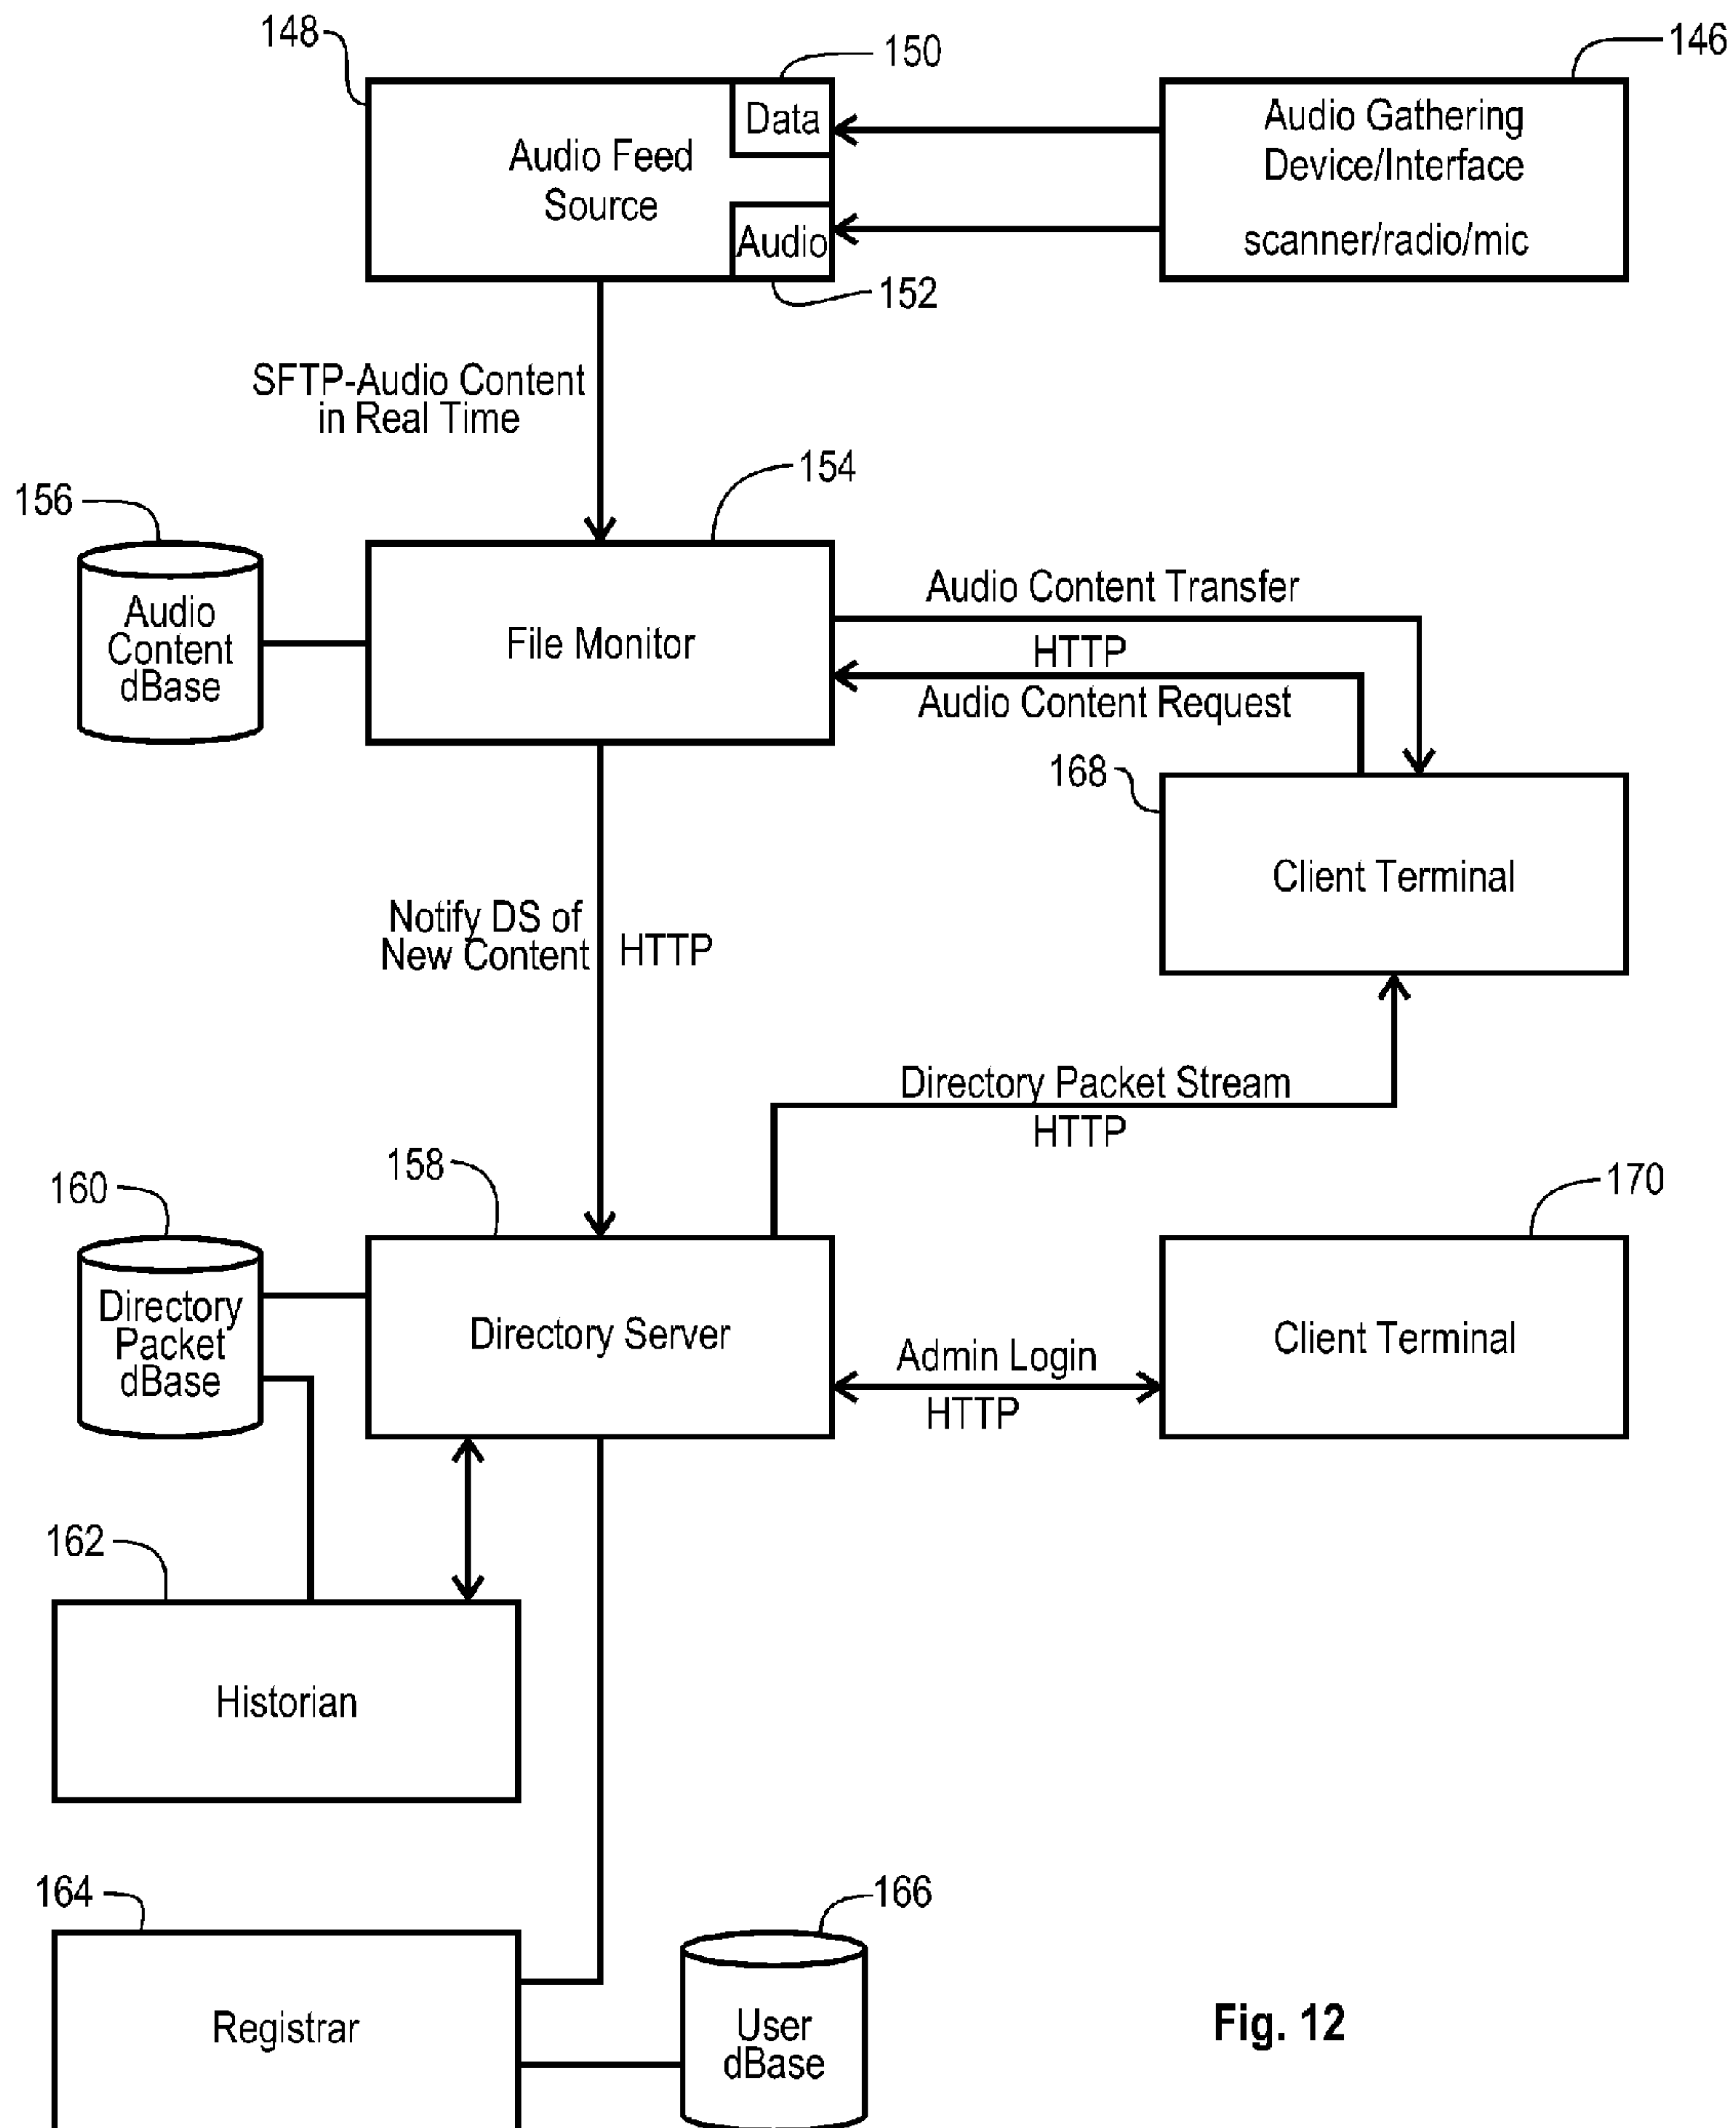 148
150
146
Data
Audio Feed
Source
Audio
152
Audio Gathering
Device/Interface
scanner/radio/mic
SFTP-Audio Content
in Real Time
154
156
Audio
Content
dBase
File Monitor
Audio Content Transfer
HTTP
Audio Content Request
168
Client Terminal
Notify DS of
New Content
HTTP
Directory Packet Stream
HTTP
158
160
170
Directory
Packet
dBase
Directory Server
Admin Login
HTTP
Client Terminal
162
Historian
164
166
Registrar
User
dBase
Fig. 12